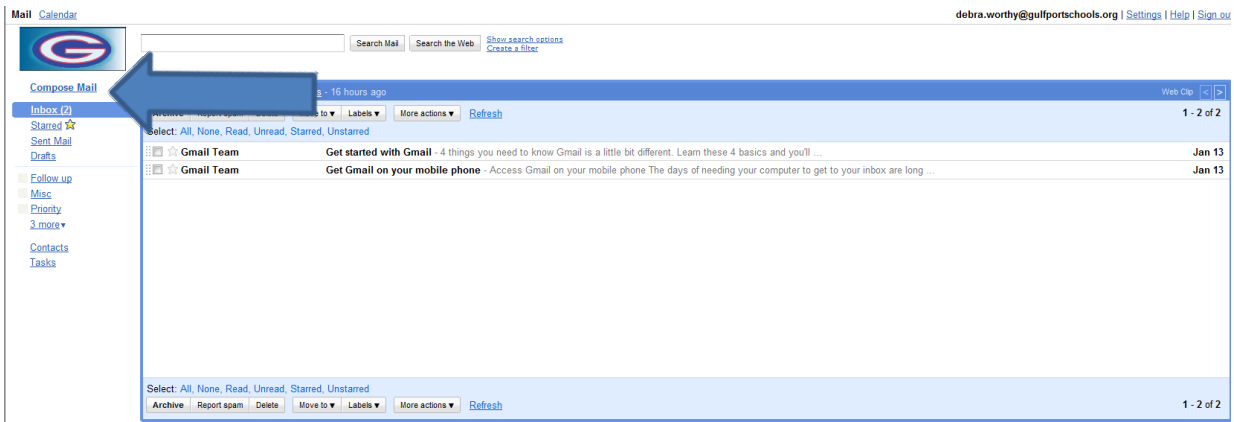 Mail Calendar debra.worthy@gulfportschools.org | Settings | Help | Sign ou
G Search Mail Search the Web Show search options
Create a filter
Compose Mail
s - 16 hours ago Web Clip < >
Inbox (2)
Archive Report spam to ▼ Labels ▼ More actions ▼ Refresh 1 - 2 of 2
Starred
Select: All, None, Read, Unread, Starred, Unstarred
Sent Mail
Gmail Team Get started with Gmail - 4 things you need to know Gmail is a little bit different. Learn these 4 basics and you'll ... Jan 13
Drafts
Gmail Team Get Gmail on your mobile phone - Access Gmail on your mobile phone The days of needing your computer to get to your inbox are long ... Jan 13
Follow up
Misc
Priority
3 more ▾
Contacts
Tasks
Select: All, None, Read, Unread, Starred, Unstarred
Archive Report spam Delete Move to ▼ Labels ▼ More actions ▼ Refresh 1 - 2 of 2